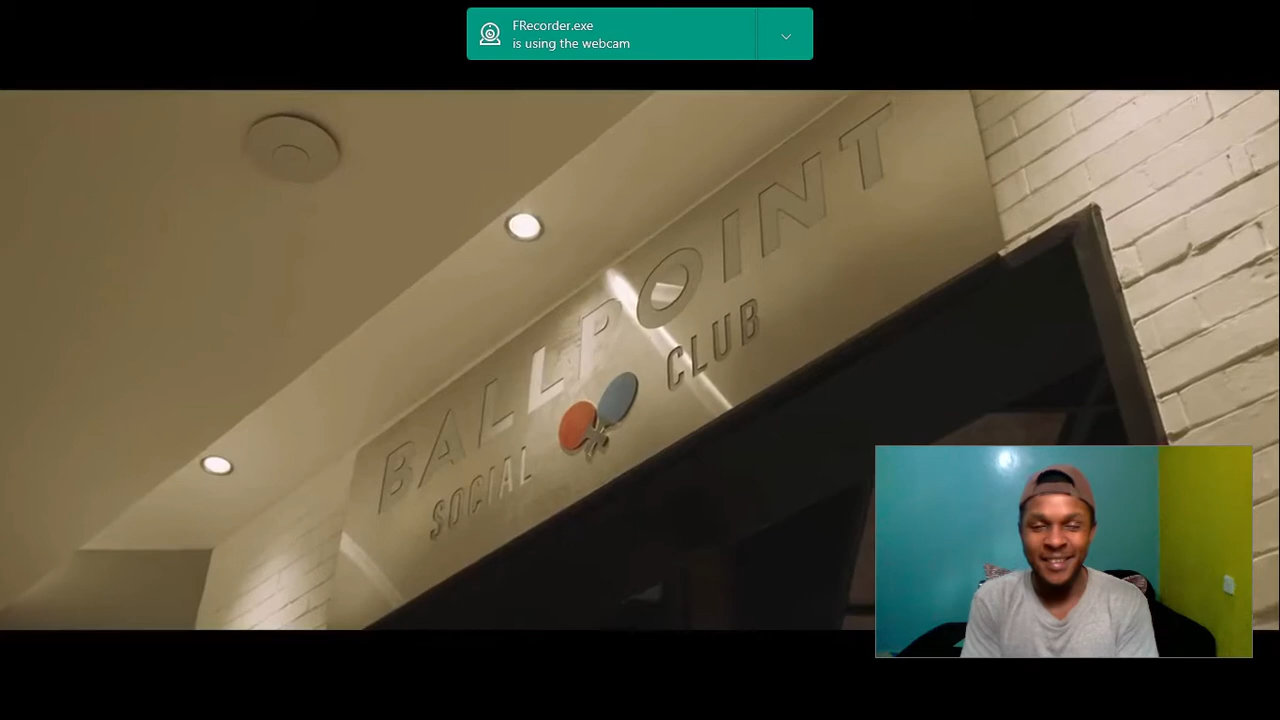 FRecorder.exe
is using the webcam
BALLPOINT
SOCIAL CLUB